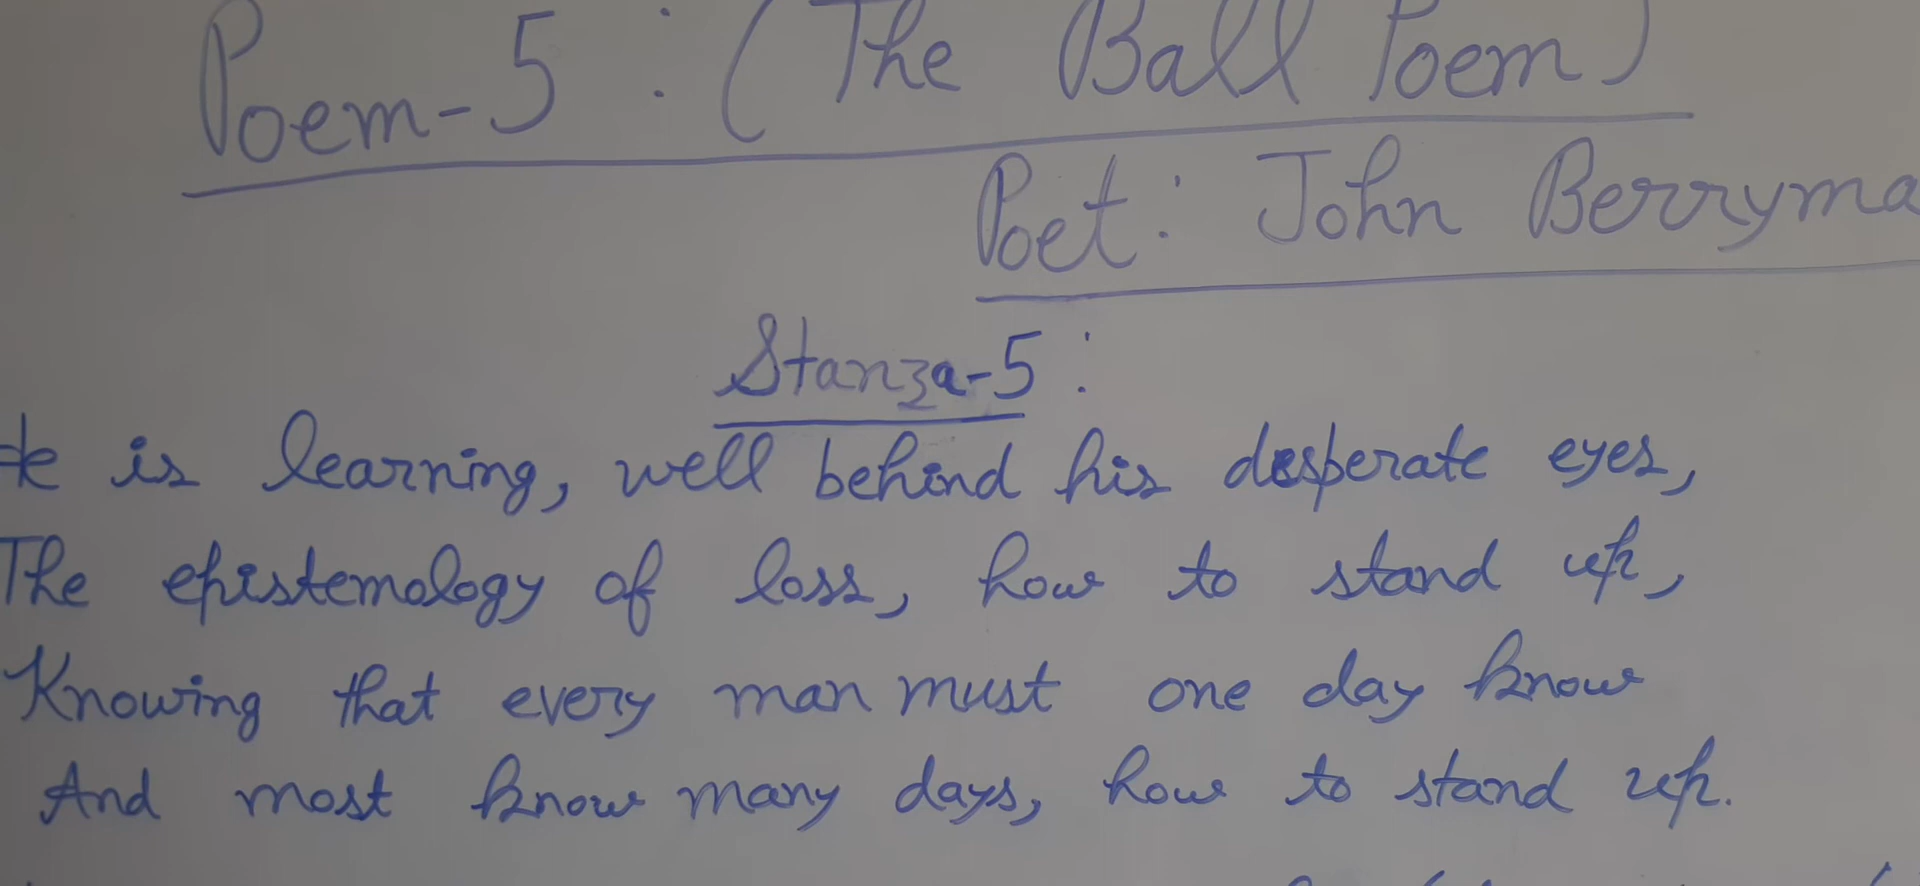 Poem-5 : (The Ball Poem)
Poet: John Berryma
Stanza-5:
He is learning, well behind his desperate eyes,
The epistemology of loss, how to stand up,
Knowing that every man must one day know
And most know many days, how to stand up.